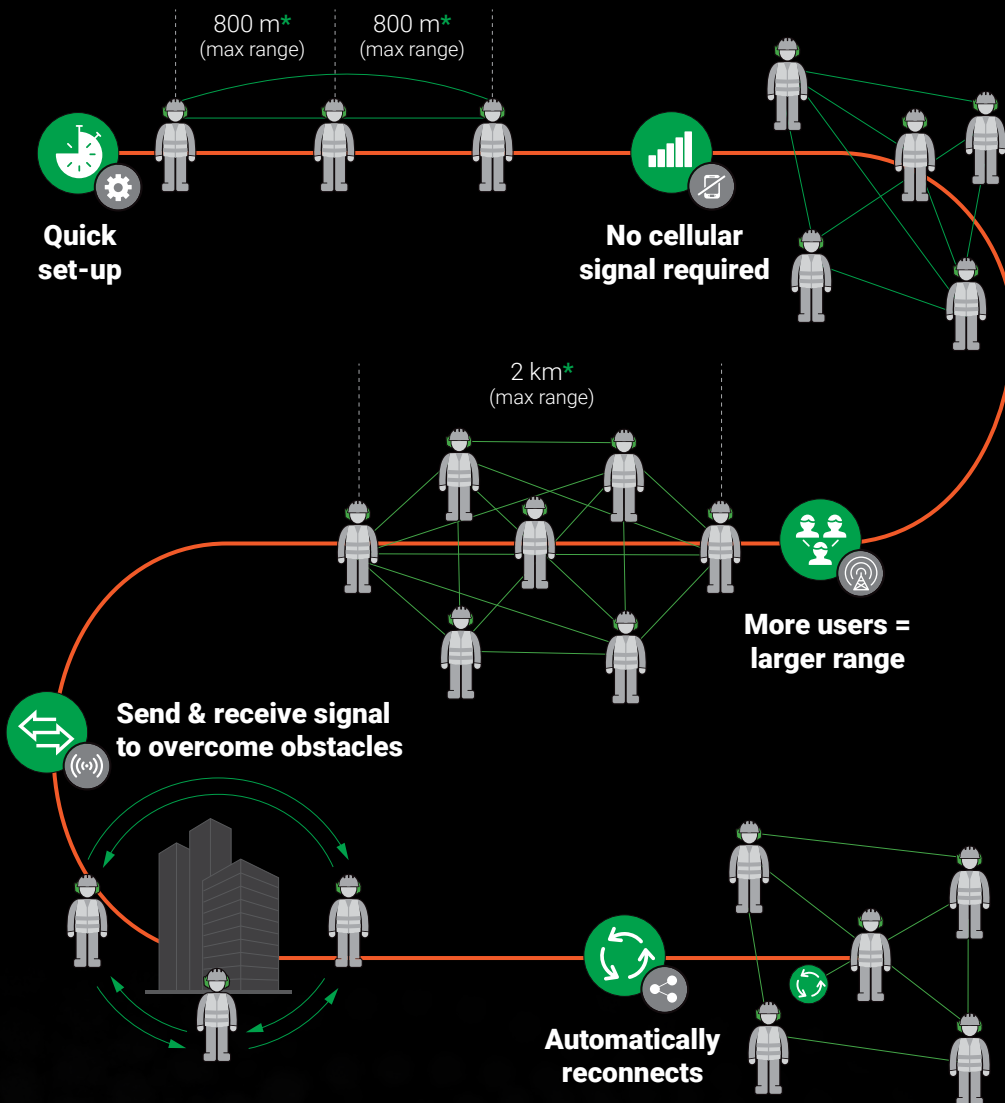 800 m*
(max range)
800 m*
(max range)
Quick
set-up
No cellular
signal required
2 km*
(max range)
More users =
larger range
Send & receive signal
to overcome obstacles
Automatically
reconnects